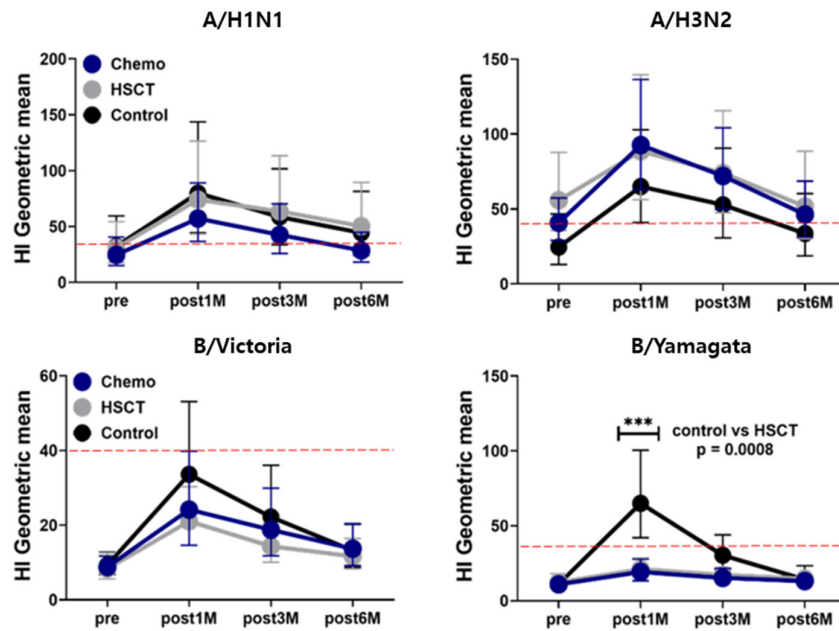 A/H1N1
HI Geometric mean
200
150
100
50
0
Chemo
HSCT
Control
pre
post1M
post3M
post6M
A/H3N2
HI Geometric mean
150
100
50
0
pre
post1M
post3M
post6M
B/Victoria
HI Geometric mean
60
40
20
0
Chemo
HSCT
Control
pre
post1M
post3M
post6M
B/Yamagata
HI Geometric mean
150
100
50
0
***
control vs HSCT
p = 0.0008
pre
post1M
post3M
post6M